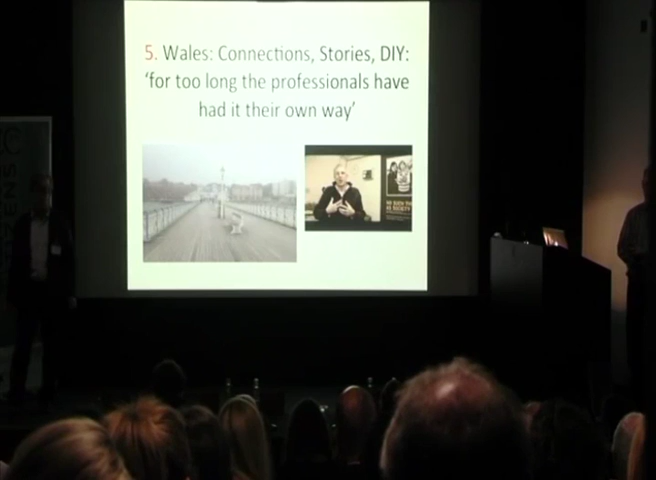 5. Wales: Connections, Stories, DIY:
‘for too long the professionals have
had it their own way’